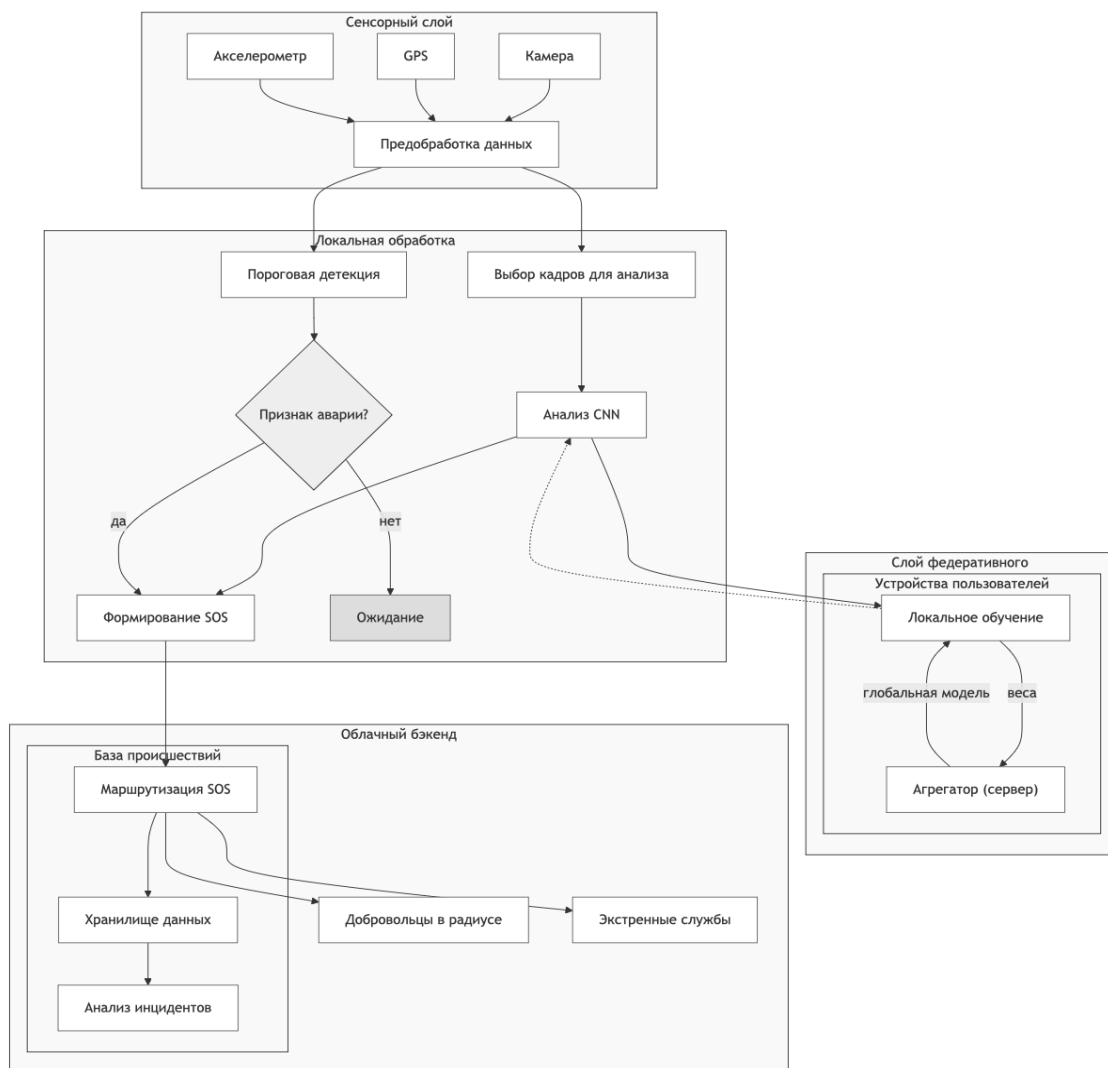 Сенсорный слой
Акселерометр
GPS
Камера
Предобработка данных
Локальная обработка
Пороговая детекция
Выбор кадров для анализа
Признак аварии?
Анализ CNN
да
нет
Формирование SOS
Ожидание
Слой федеративного
Устройства пользователей
Локальное обучение
глобальная модель
веса
Агрегатор (сервер)
Облачный бэкенд
База происшествий
Маршрутизация SOS
Хранилище данных
Добровольцы в радиусе
Экстренные службы
Анализ инцидентов